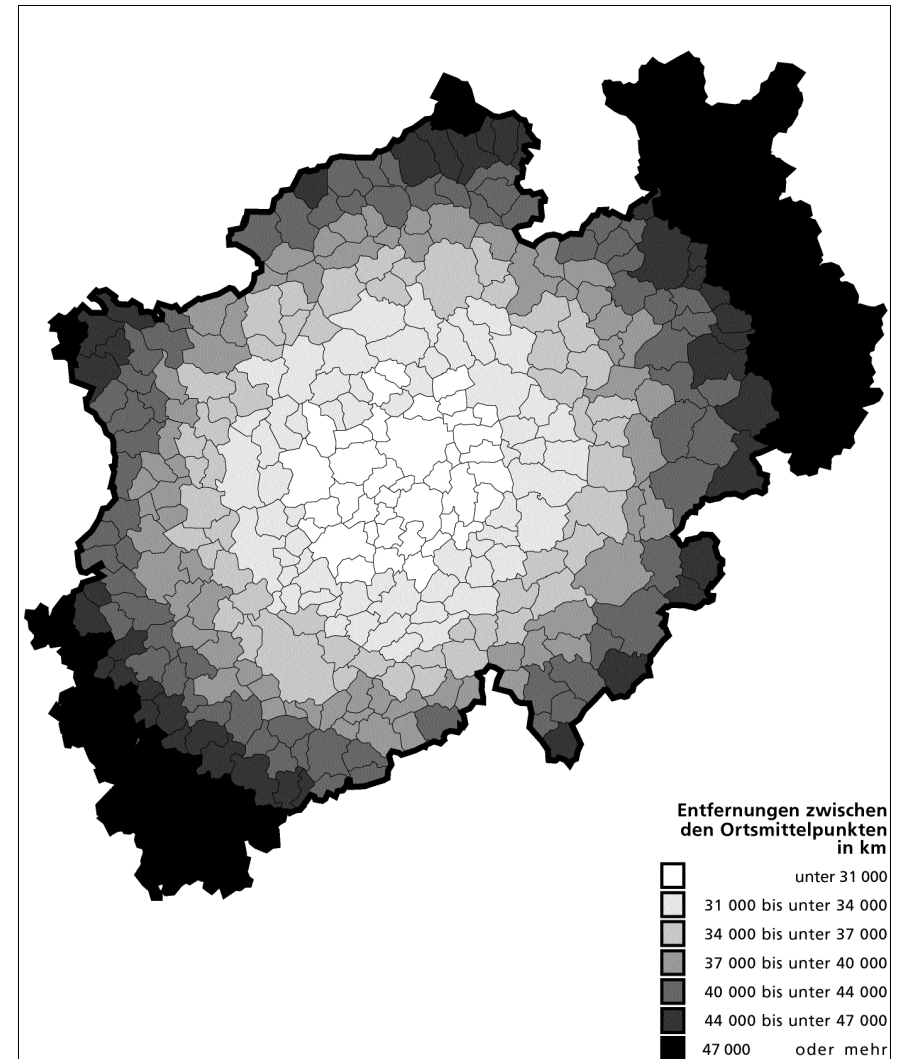 Entfernungen zwischen
den Ortsmittelpunkten
in km
unter 31 000
31 000 bis unter 34 000
34 000 bis unter 37 000
37 000 bis unter 40 000
40 000 bis unter 44 000
44 000 bis unter 47 000
47 000 oder mehr